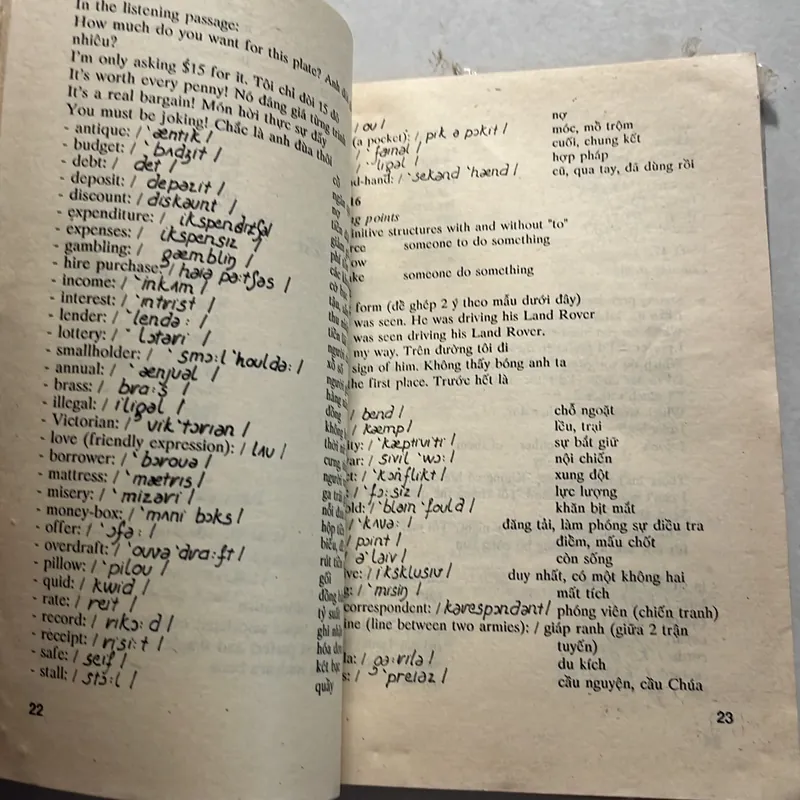 In the listening passage:
How much do you want for this plate? Anh
nhiêu?
I'm only asking $15 for it. Tôi chỉ đòi 15 đô
It's worth every penny! Nó đáng giá từng trinh
It's a real bargain! Món hời thực sự đấy
You must be joking! Chắc là anh đùa thôi
- antique: / `æntik /
- budget: / `bʌdʒit /
- debt: / det /
- deposit: / depəzit /
- discount: / diskəunt /
- expenditure: /
- expenses: / ikspensiz /
- gambling: / gæmbliŋ /
- hire purchase: / haiə pə:tʃəs /
- income: / `inkʌm /
- interest: / `intrist /
- lender: / `lendə: /
- lottery: / `lɔtəri /
- smallholder: / `smɔ:l `houldə: /
- annual: / `ænjuəl /
- brass: / bra:s /
- illegal: / i`ligəl /
- Victorian: / vik`tɔriən /
- love (friendly expression): / lʌv /
- borrower: / `bɔrouə /
- mattress: / `mætris /
- misery: / `mizəri /
- money-box: / `mʌni bɔks /
- offer: / `ɔfə: /
- overdraft: / `ouvə`dra:ft /
- pillow: / `pilou /
- quid: / kwid /
- rate: / reit /
- record: / rikɔ:d /
- receipt: / risi:t /
- safe: / seif /
- stall: / stɔ:l /
22
/ ou / nợ
(a pocket): / pik ə pɔkit / móc, mồ trộm
/ `fainəl / cuối, chung kết
/ `ligəl / hợp pháp
d-hand: / `sekənd `hænd / cũ, qua tay, đã dùng rồi
16
g points
initive structures with and without "to"
rce someone to do something
ow
ake someone do something
form (đề ghép 2 ý theo mẫu dưới đây)
was seen. He was driving his Land Rover
was seen driving his Land Rover.
my way. Trên đường tôi đi
sign of him. Không thấy bóng anh ta
the first place. Trước hết là
/ bend / chỗ ngoặt
/ kæmp / lều, trại
ity: / `kæptiviti / sự bắt giữ
ar: / sivil `wɔ: / nội chiến
t: / `kɔnflikt / xung đột
/ `fɔ:siz / lực lượng
old: / `blain `fould / khăn bịt mắt
/ `kʌvə: / đăng tải, làm phóng sự điều tra
/ pɔint / điềm, mấu chốt
/ ə`laiv / còn sống
ve: / iksklusiv / duy nhất, có một không hai
g: / `misiŋ / mất tích
correspondent: / kərespɔndənt / phóng viên (chiến tranh)
ine (line between two armies): / giáp ranh (giữa 2 trận
tuyến)
la: / gə:rilə / du kích
s: / `preiəz / cầu nguyện, cầu Chúa
23